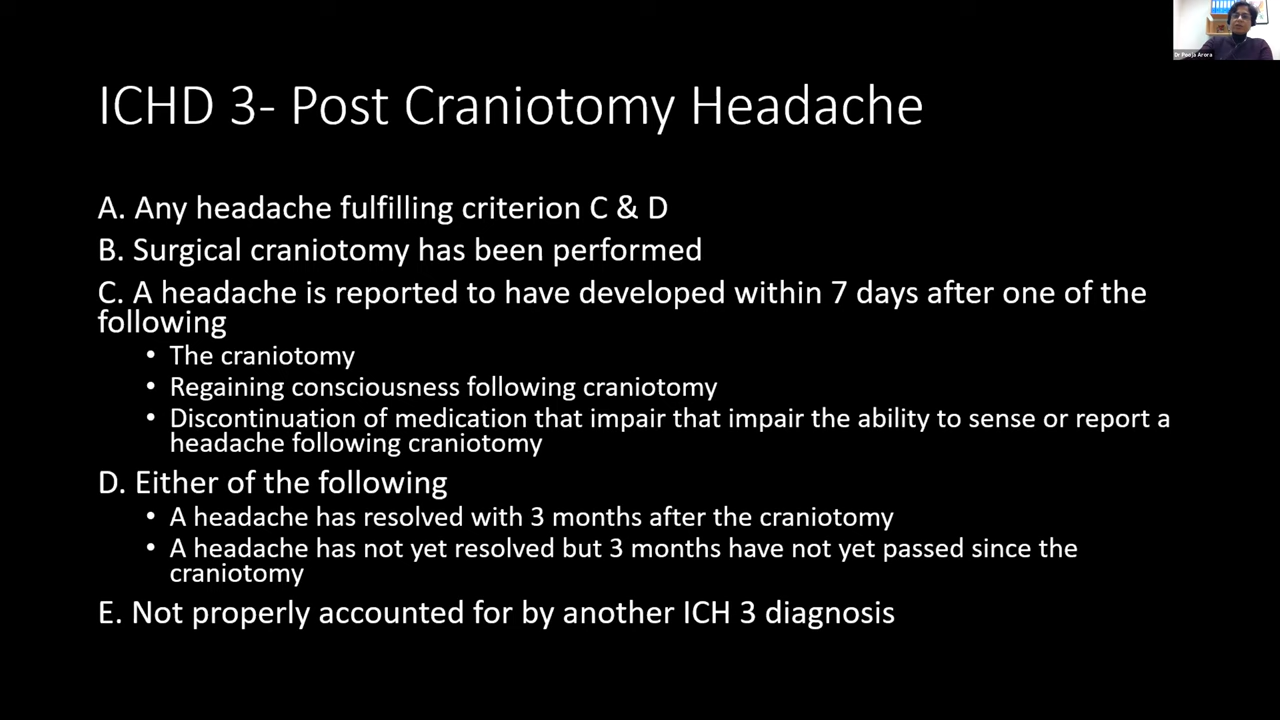 Dr Pooja Arora
ICHD 3- Post Craniotomy Headache
A. Any headache fulfilling criterion C & D
B. Surgical craniotomy has been performed
C. A headache is reported to have developed within 7 days after one of the
following
• The craniotomy
• Regaining consciousness following craniotomy
• Discontinuation of medication that impair that impair the ability to sense or report a
headache following craniotomy
D. Either of the following
• A headache has resolved with 3 months after the craniotomy
• A headache has not yet resolved but 3 months have not yet passed since the
craniotomy
E. Not properly accounted for by another ICH 3 diagnosis